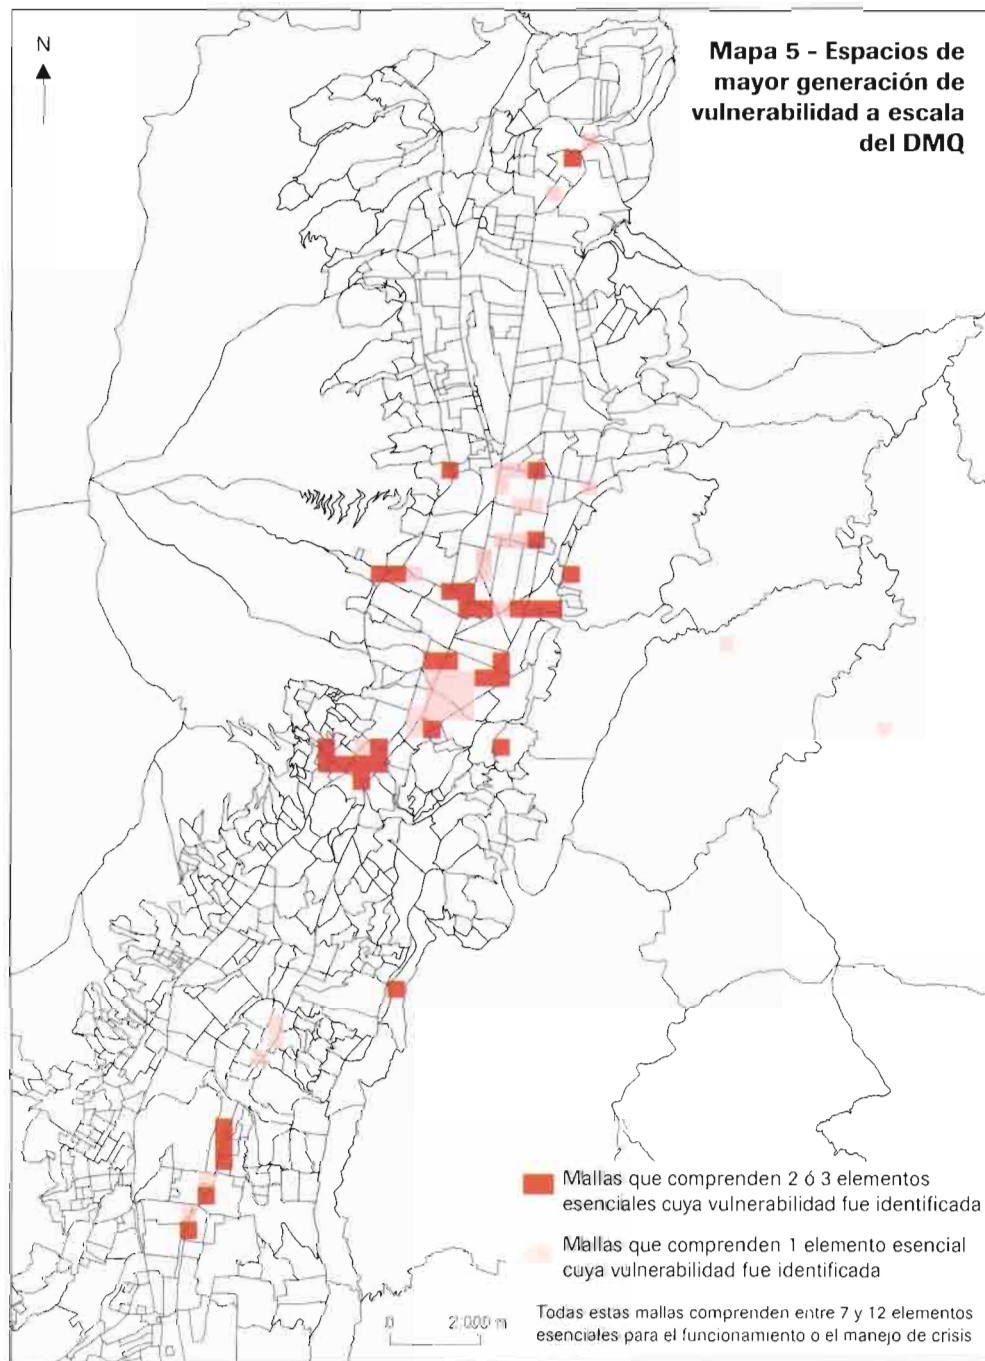 N
Mapa 5 - Espacios de
mayor generación de
vulnerabilidad a escala
del DMQ
Mallas que comprenden 2 ó 3 elementos
esenciales cuya vulnerabilidad fue identificada
Mallas que comprenden 1 elemento esencial
cuya vulnerabilidad fue identificada
0 2.000 m
Todas estas mallas comprenden entre 7 y 12 elementos
esenciales para el funcionamiento o el manejo de crisis